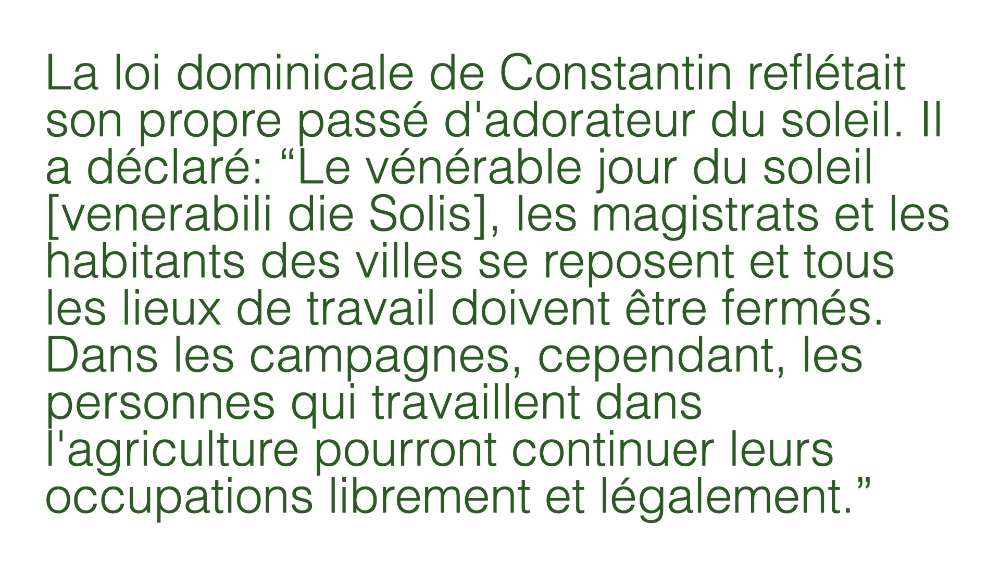 La loi dominicale de Constantin reflétait
son propre passé d'adorateur du soleil. Il
a déclaré: “Le vénérable jour du soleil
[venerabili die Solis], les magistrats et les
habitants des villes se reposent et tous
les lieux de travail doivent être fermés.
Dans les campagnes, cependant, les
personnes qui travaillent dans
l'agriculture pourront continuer leurs
occupations librement et légalement.”